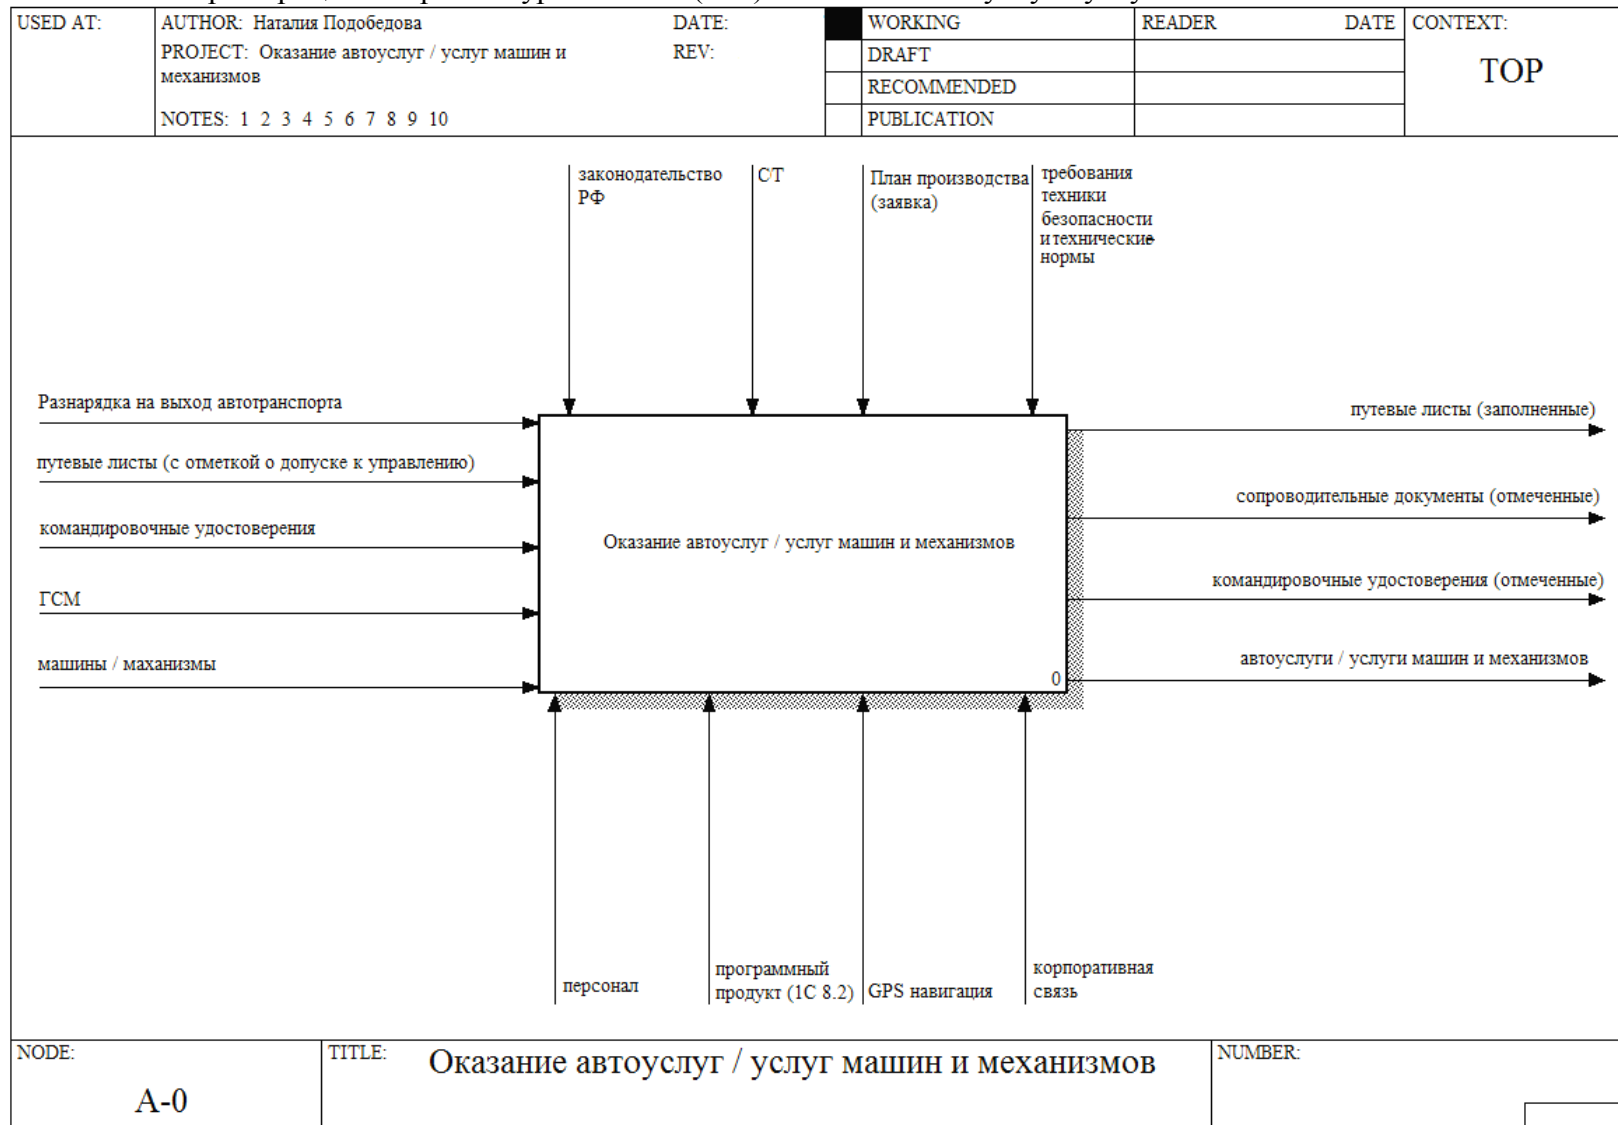 USED AT:
AUTHOR: Наталия Подобедова
DATE:
PROJECT: Оказание автоуслуг / услуг машин и
механизмов
REV:
NOTES: 1 2 3 4 5 6 7 8 9 10
WORKING
DRAFT
RECOMMENDED
PUBLICATION
READER DATE
CONTEXT:
TOP
законодательство
РФ
СТ
План производства
(заявка)
требования
техники
безопасности
и технические
нормы
Разнарядка на выход автотранспорта
путевые листы (с отметкой о допуске к управлению)
командировочные удостоверения
ГСМ
машины / маханизмы
Оказание автоуслуг / услуг машин и механизмов
0
путевые листы (заполненные)
сопроводительные документы (отмеченные)
командировочные удостоверения (отмеченные)
автоуслуги / услуги машин и механизмов
персонал
программный
продукт (1С 8.2)
GPS навигация
корпоративная
связь
NODE:
A-0
TITLE:
Оказание автоуслуг / услуг машин и механизмов
NUMBER: